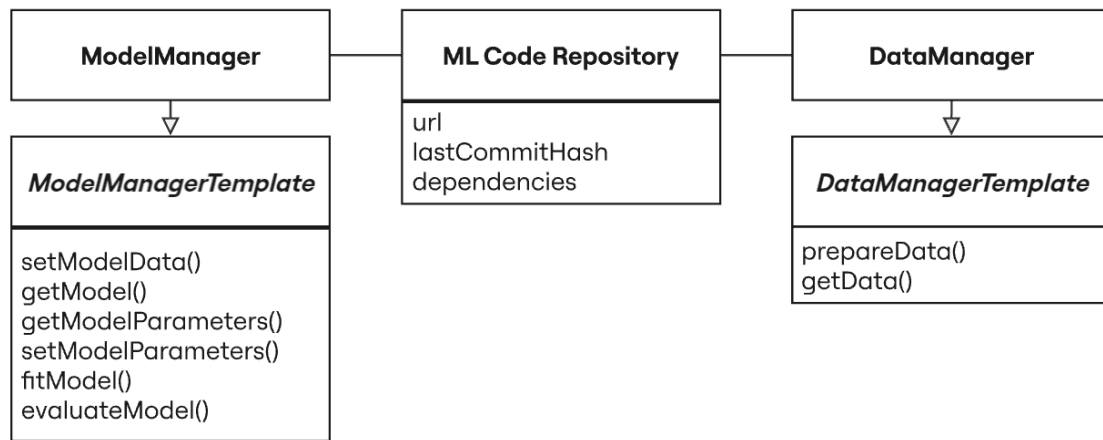 ModelManager
ModelManagerTemplate
setModelData()
getModel()
getModelParameters()
setModelParameters()
fitModel()
evaluateModel()
ML Code Repository
url
lastCommitHash
dependencies
DataManager
DataManagerTemplate
prepareData()
getData()